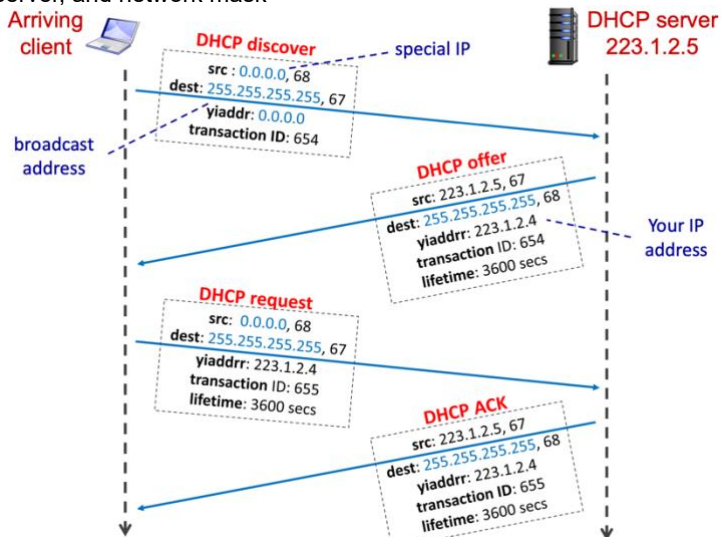 server, and network mask
Arriving
client
DHCP server
223.1.2.5
DHCP discover
src : 0.0.0.0, 68
dest: 255.255.255.255, 67
yiaddr: 0.0.0.0
transaction ID: 654
special IP
broadcast
address
DHCP offer
src: 223.1.2.5, 67
dest: 255.255.255.255, 68
yiaddrr: 223.1.2.4
transaction ID: 654
lifetime: 3600 secs
Your IP
address
DHCP request
src: 0.0.0.0, 68
dest: 255.255.255.255, 67
yiaddrr: 223.1.2.4
transaction ID: 655
lifetime: 3600 secs
DHCP ACK
src: 223.1.2.5, 67
dest: 255.255.255.255, 68
yiaddrr: 223.1.2.4
transaction ID: 655
lifetime: 3600 secs